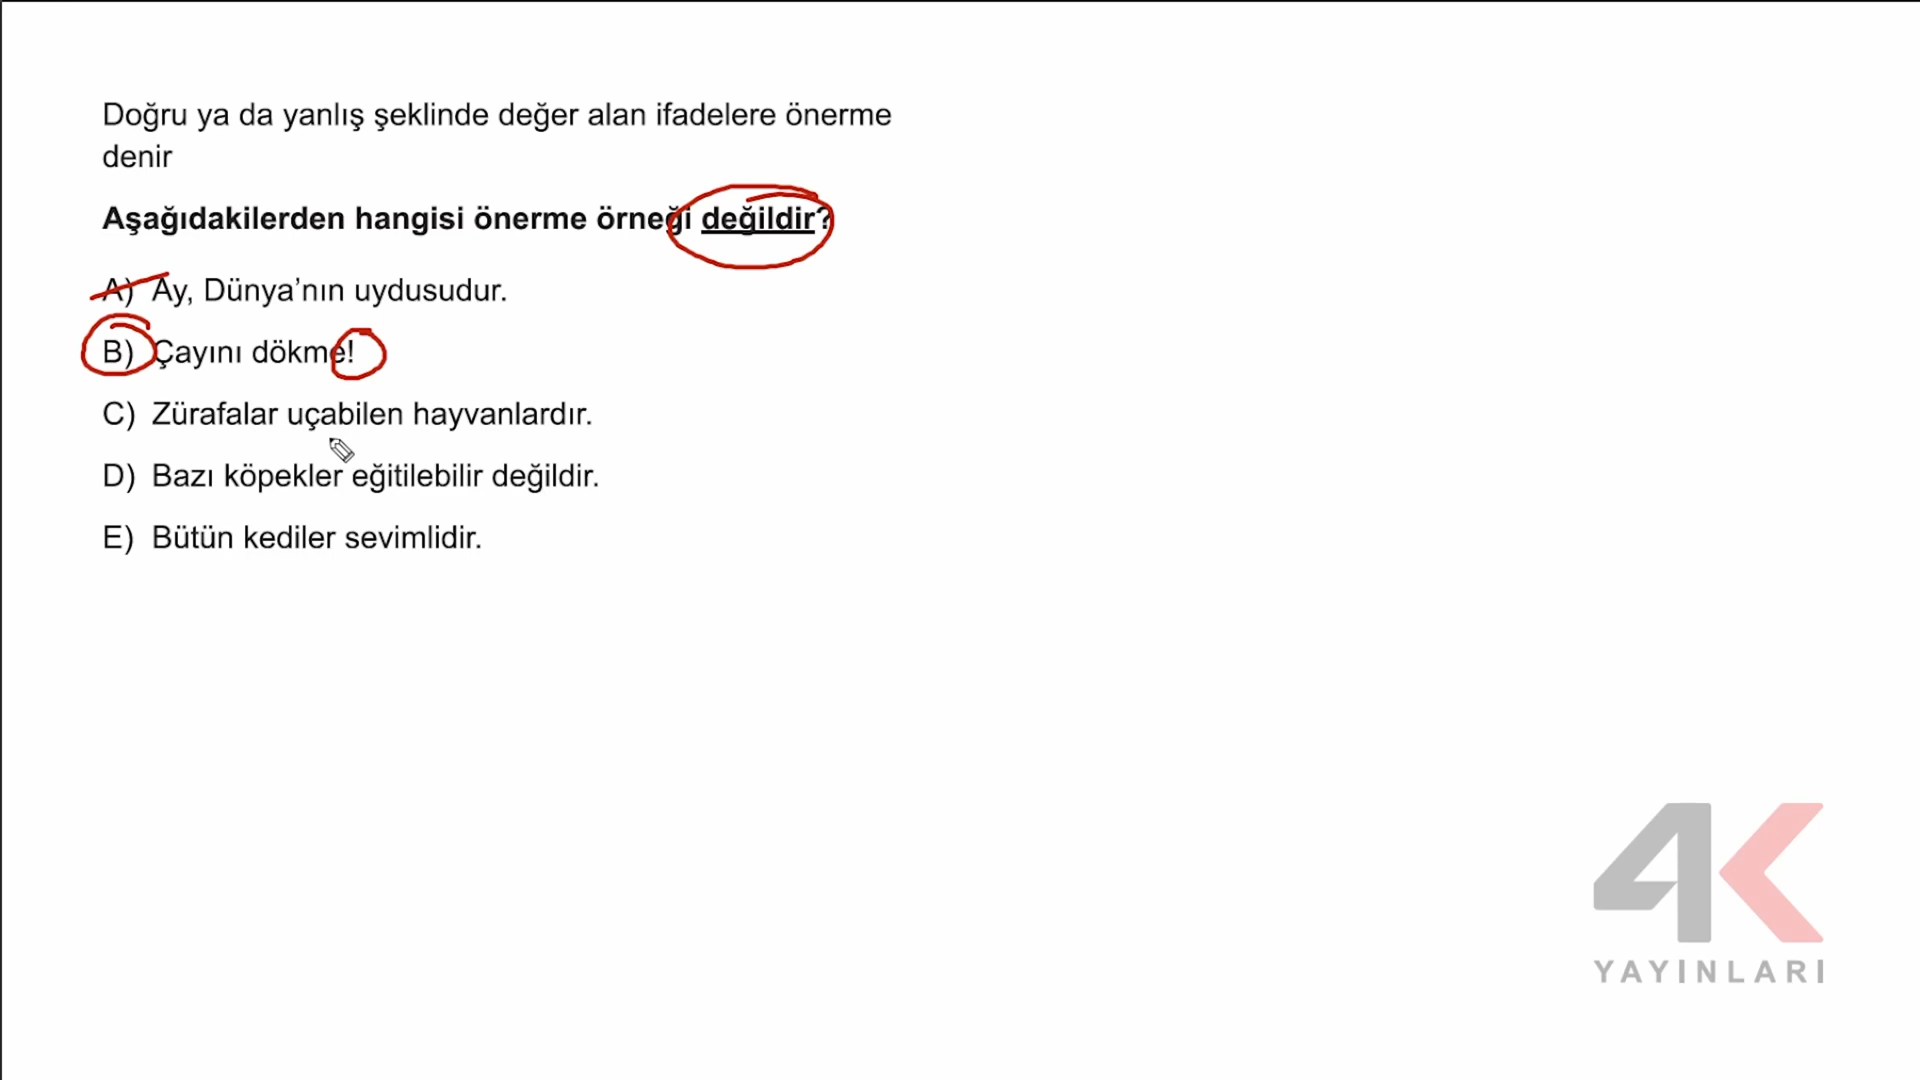 Doğru ya da yanlış şeklinde değer alan ifadelere önerme
denir
Aşağıdakilerden hangisi önerme örneği değildir?
A) Ay, Dünya’nın uydusudur.
B) Çayını dökme!
C) Zürafalar uçabilen hayvanlardır.
D) Bazı köpekler eğitilebilir değildir.
E) Bütün kediler sevimlidir.
4K
YAYINLARI